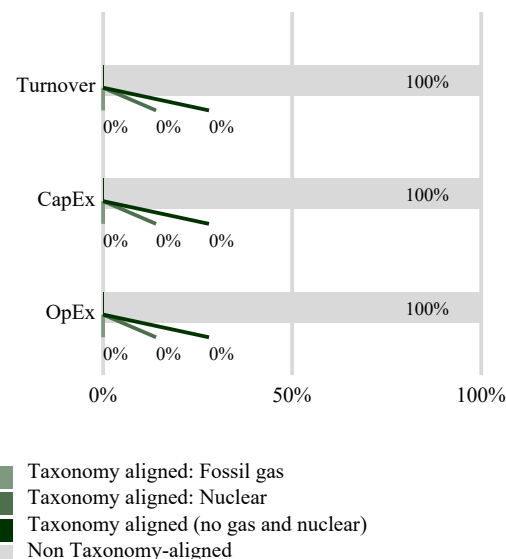 Turnover 100%
0% 0% 0%
CapEx 100%
0% 0% 0%
OpEx 100%
0% 0% 0%
0% 50% 100%
Taxonomy aligned: Fossil gas
Taxonomy aligned: Nuclear
Taxonomy aligned (no gas and nuclear)
Non Taxonomy-aligned